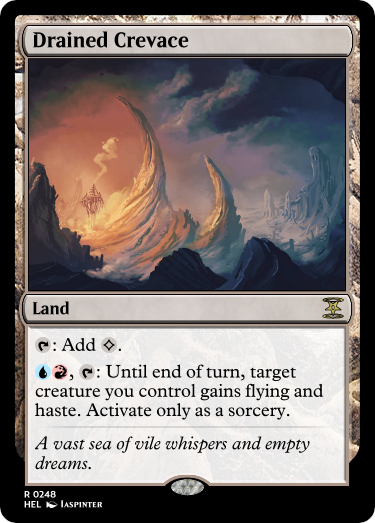 Drained Crevace
Land
: Add .
, : Until end of turn, target
creature you control gains flying and
haste. Activate only as a sorcery.
A vast sea of vile whispers and empty
dreams.
R 0248
HEL Iaspinter